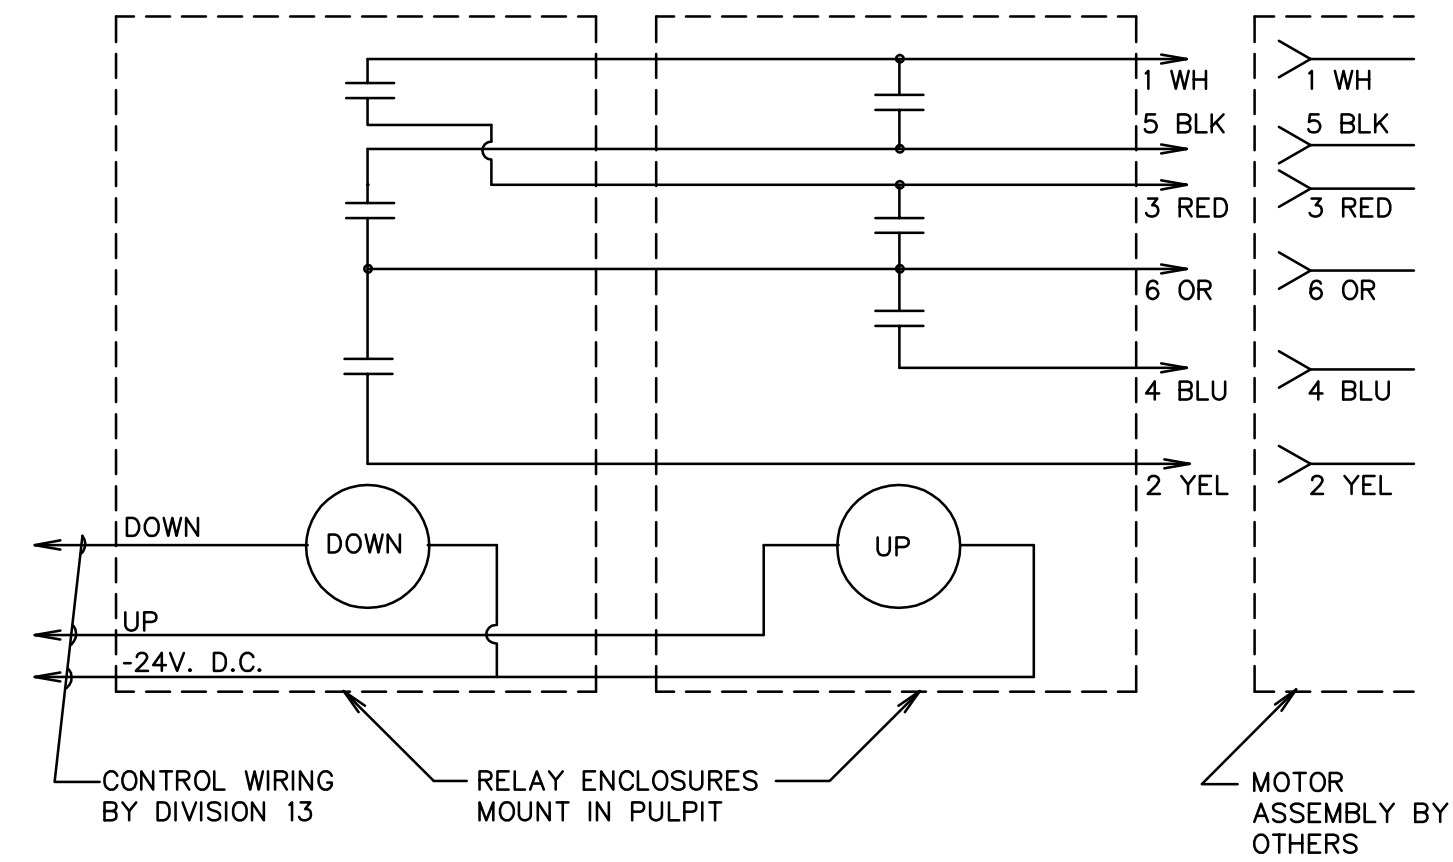 1 WH
1 WH
5 BLK
5 BLK
3 RED
3 RED
6 OR
6 OR
4 BLU
4 BLU
2 YEL
2 YEL
DOWN
DOWN
UP
UP
-24V. D.C.
CONTROL WIRING
BY DIVISION 13
RELAY ENCLOSURES
MOUNT IN PULPIT
MOTOR
ASSEMBLY BY
OTHERS